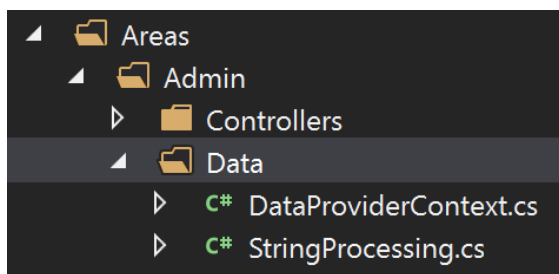 Areas
Admin
Controllers
Data
C# DataProviderContext.cs
C# StringProcessing.cs